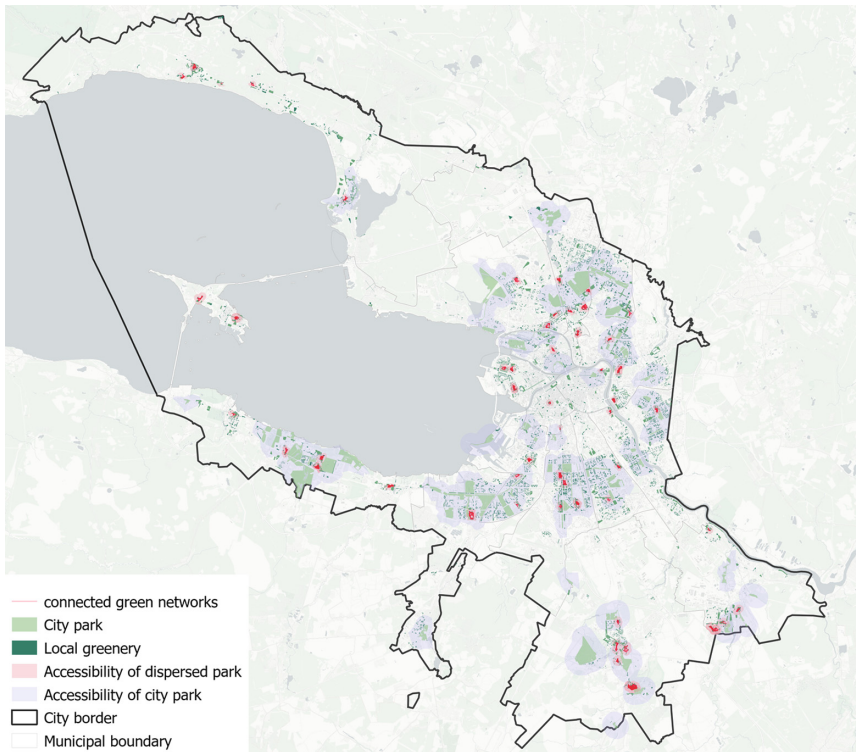 connected green networks
City park
Local greenery
Accessibility of dispersed park
Accessibility of city park
City border
Municipal boundary